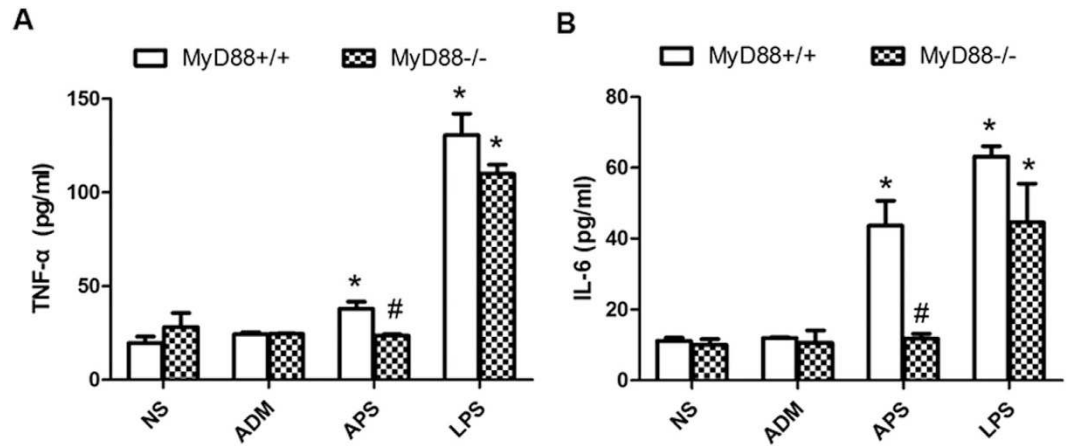 A
MyD88+/+ MyD88-/-
TNF-α (pg/ml)
150
100
50
0
*
*
*
#
NS ADM APS LPS
B
MyD88+/+ MyD88-/-
IL-6 (pg/ml)
80
60
40
20
0
*
*
*
#
NS ADM APS LPS